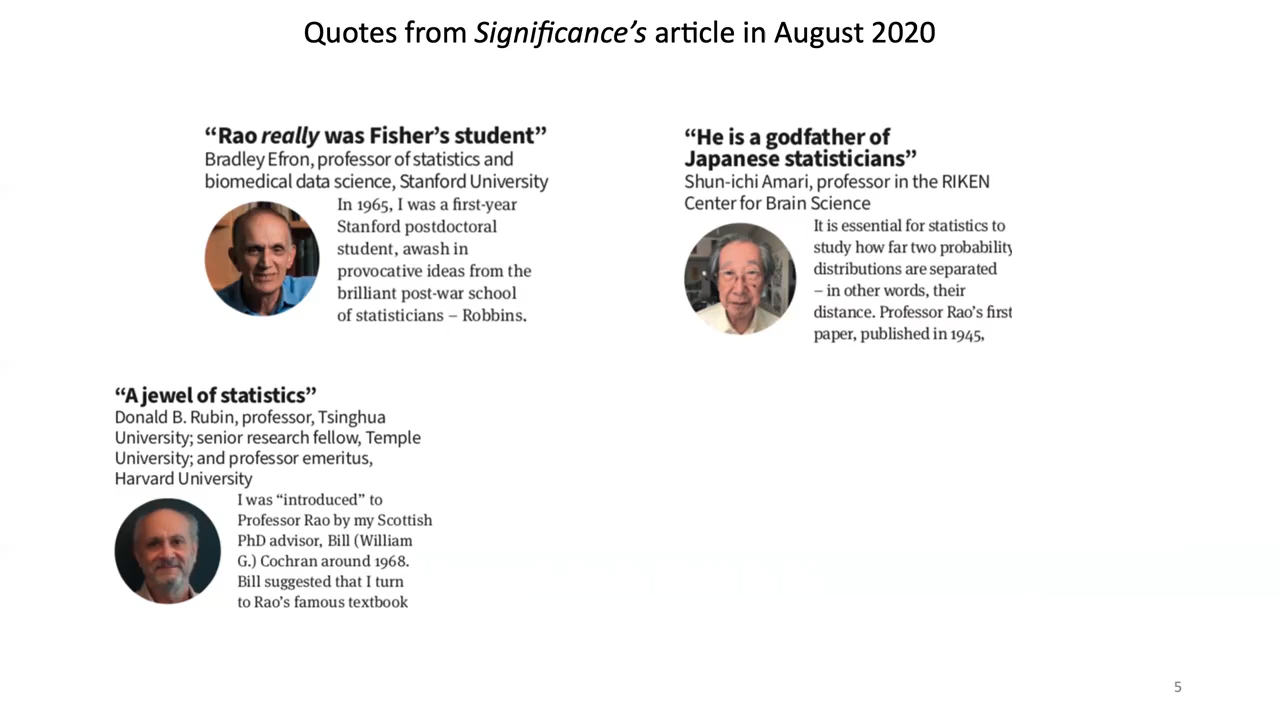 Quotes from Significance’s article in August 2020
“Rao really was Fisher’s student”
Bradley Efron, professor of statistics and
biomedical data science, Stanford University
In 1965, I was a first-year
Stanford postdoctoral
student, awash in
provocative ideas from the
brilliant post-war school
of statisticians – Robbins,
“He is a godfather of
Japanese statisticians”
Shun-ichi Amari, professor in the RIKEN
Center for Brain Science
It is essential for statistics to
study how far two probability
distributions are separated
– in other words, their
distance. Professor Rao’s first
paper, published in 1945,
“A jewel of statistics”
Donald B. Rubin, professor, Tsinghua
University; senior research fellow, Temple
University; and professor emeritus,
Harvard University
I was “introduced” to
Professor Rao by my Scottish
PhD advisor, Bill (William
G.) Cochran around 1968.
Bill suggested that I turn
to Rao’s famous textbook
5